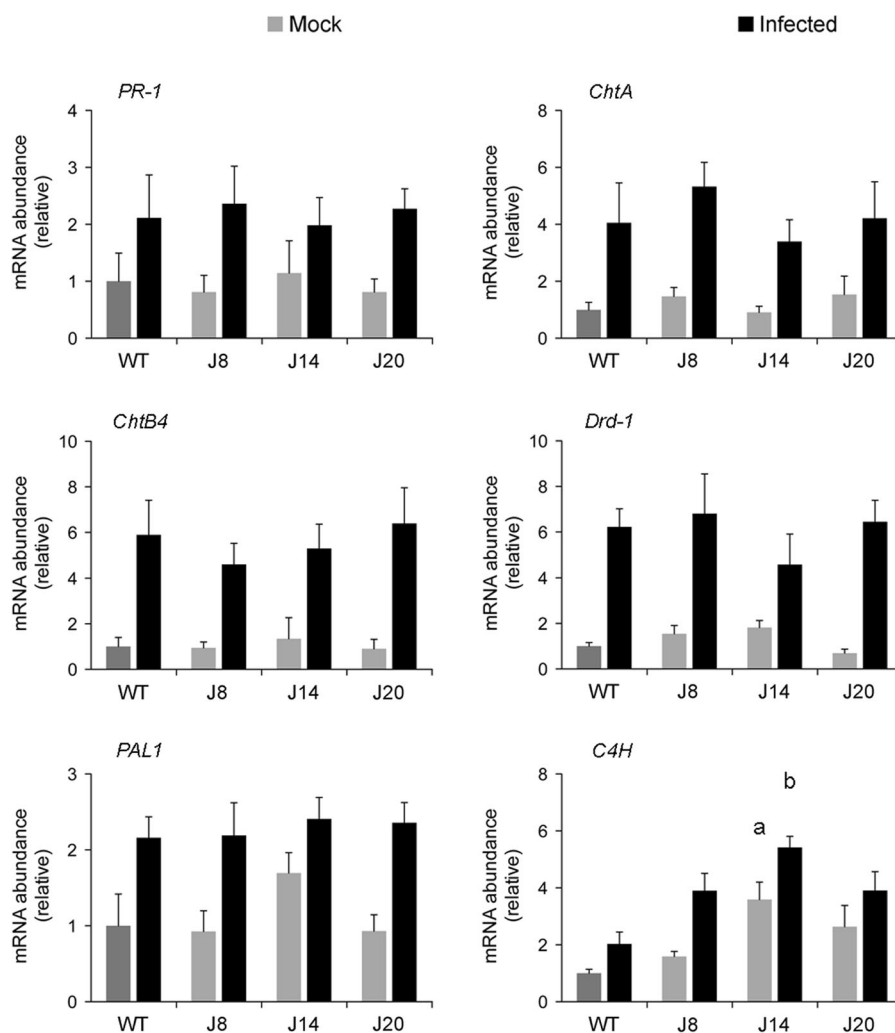 Mock
Infected
PR-1
mRNA abundance
(relative)
4
3
2
1
0
WT
J8
J14
J20
ChtA
mRNA abundance
(relative)
8
6
4
2
0
WT
J8
J14
J20
ChtB4
mRNA abundance
(relative)
10
8
6
4
2
0
WT
J8
J14
J20
Drd-1
mRNA abundance
(relative)
10
8
6
4
2
0
WT
J8
J14
J20
PAL1
mRNA abundance
(relative)
3
2
1
0
WT
J8
J14
J20
C4H
mRNA abundance
(relative)
8
6
4
2
0
a
b
WT
J8
J14
J20